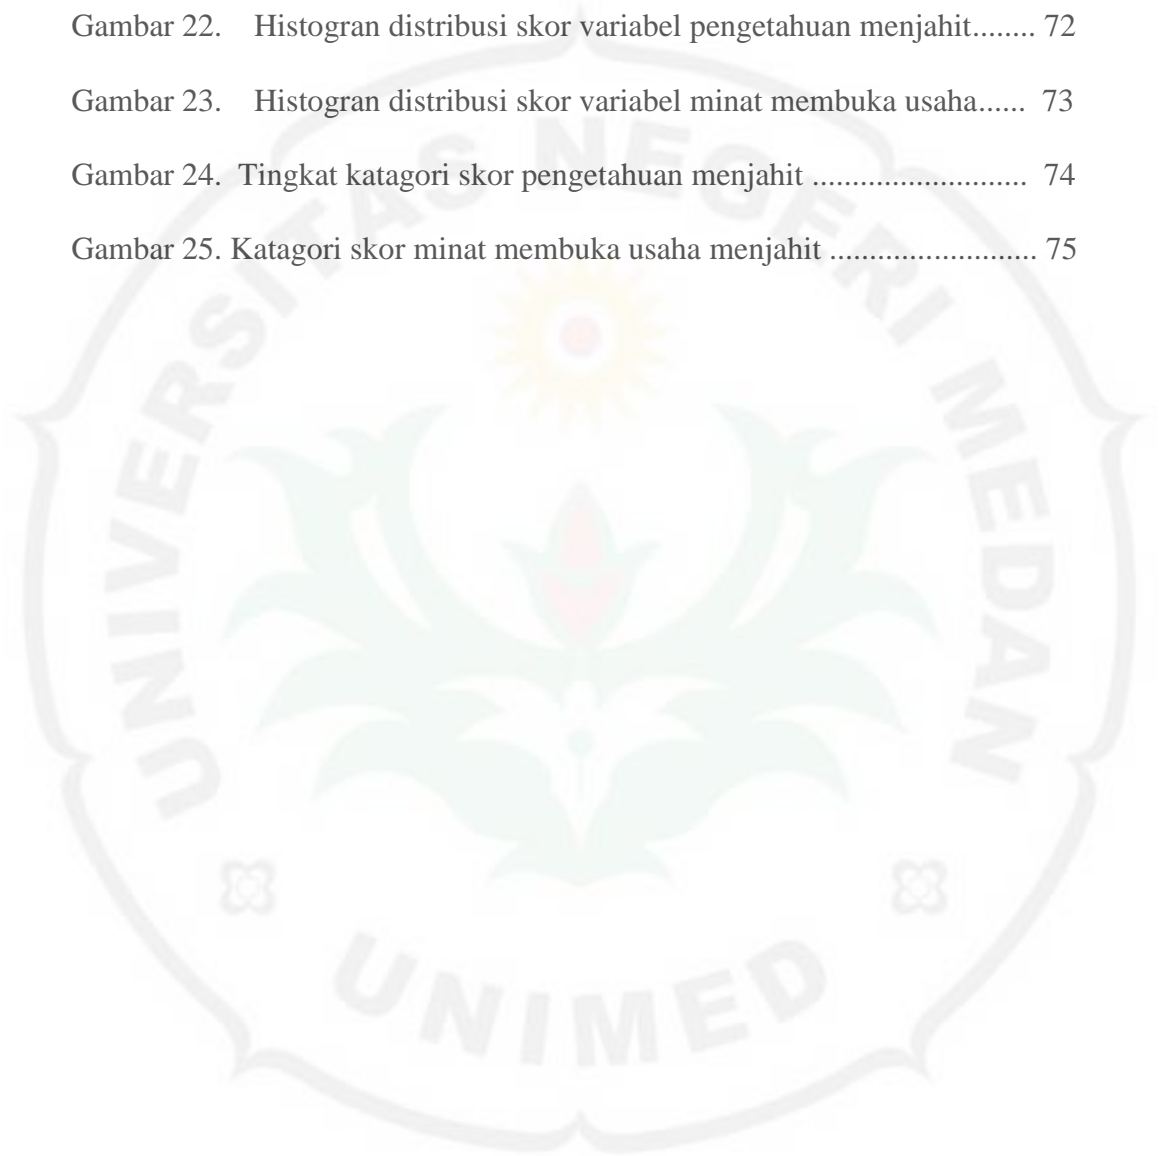 Gambar 22. Histogran distribusi skor variabel pengetahuan menjahit........ 72
Gambar 23. Histogran distribusi skor variabel minat membuka usaha...... 73
Gambar 24. Tingkat katagori skor pengetahuan menjahit ........................... 74
Gambar 25. Katagori skor minat membuka usaha menjahit .......................... 75
UNIVERSITAS NEGERI MEDAN
UNIMED